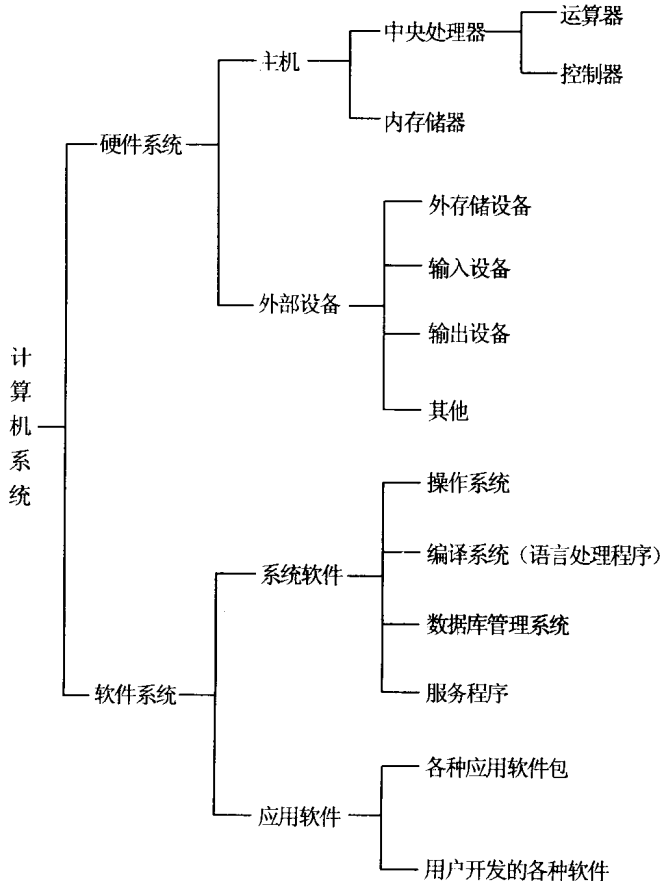 计算机系统
硬件系统
主机
中央处理器
运算器
控制器
内存储器
外部设备
外存储设备
输入设备
输出设备
其他
软件系统
系统软件
操作系统
编译系统（语言处理程序）
数据库管理系统
服务程序
应用软件
各种应用软件包
用户开发的各种软件